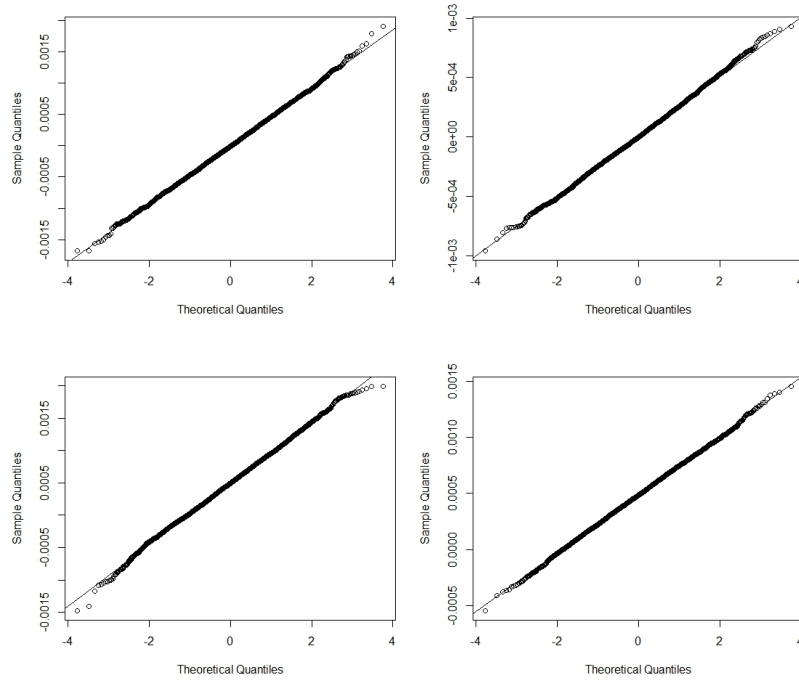 0.0015
0.0005
-0.0005
-0.0015
Sample Quantiles
-4 -2 0 2 4
Theoretical Quantiles
1e-03
5e-04
0e+00
-5e-04
-1e-03
Sample Quantiles
-4 -2 0 2 4
Theoretical Quantiles
0.0015
0.0005
-0.0005
-0.0015
Sample Quantiles
-4 -2 0 2 4
Theoretical Quantiles
0.0015
0.0010
0.0005
0.0000
-0.0005
Sample Quantiles
-4 -2 0 2 4
Theoretical Quantiles